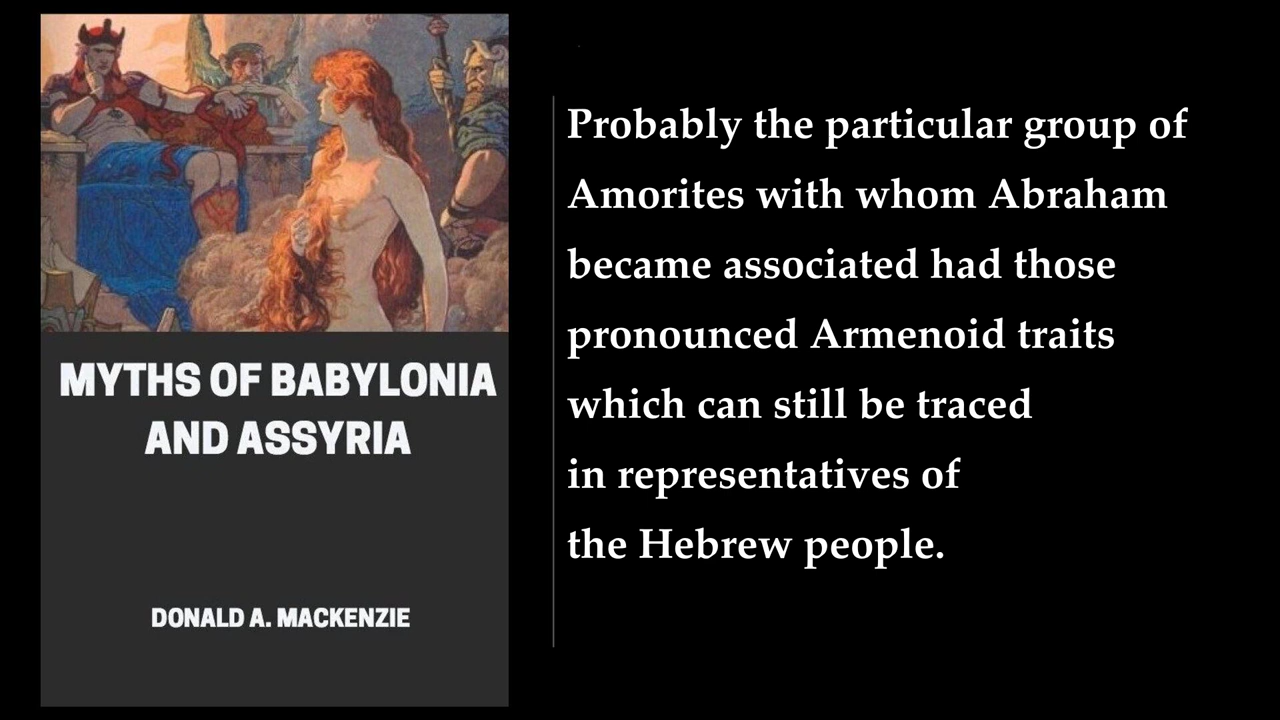 MYTHS OF BABYLONIA
AND ASSYRIA
DONALD A. MACKENZIE
Probably the particular group of
Amorites with whom Abraham
became associated had those
pronounced Armenoid traits
which can still be traced
in representatives of
the Hebrew people.